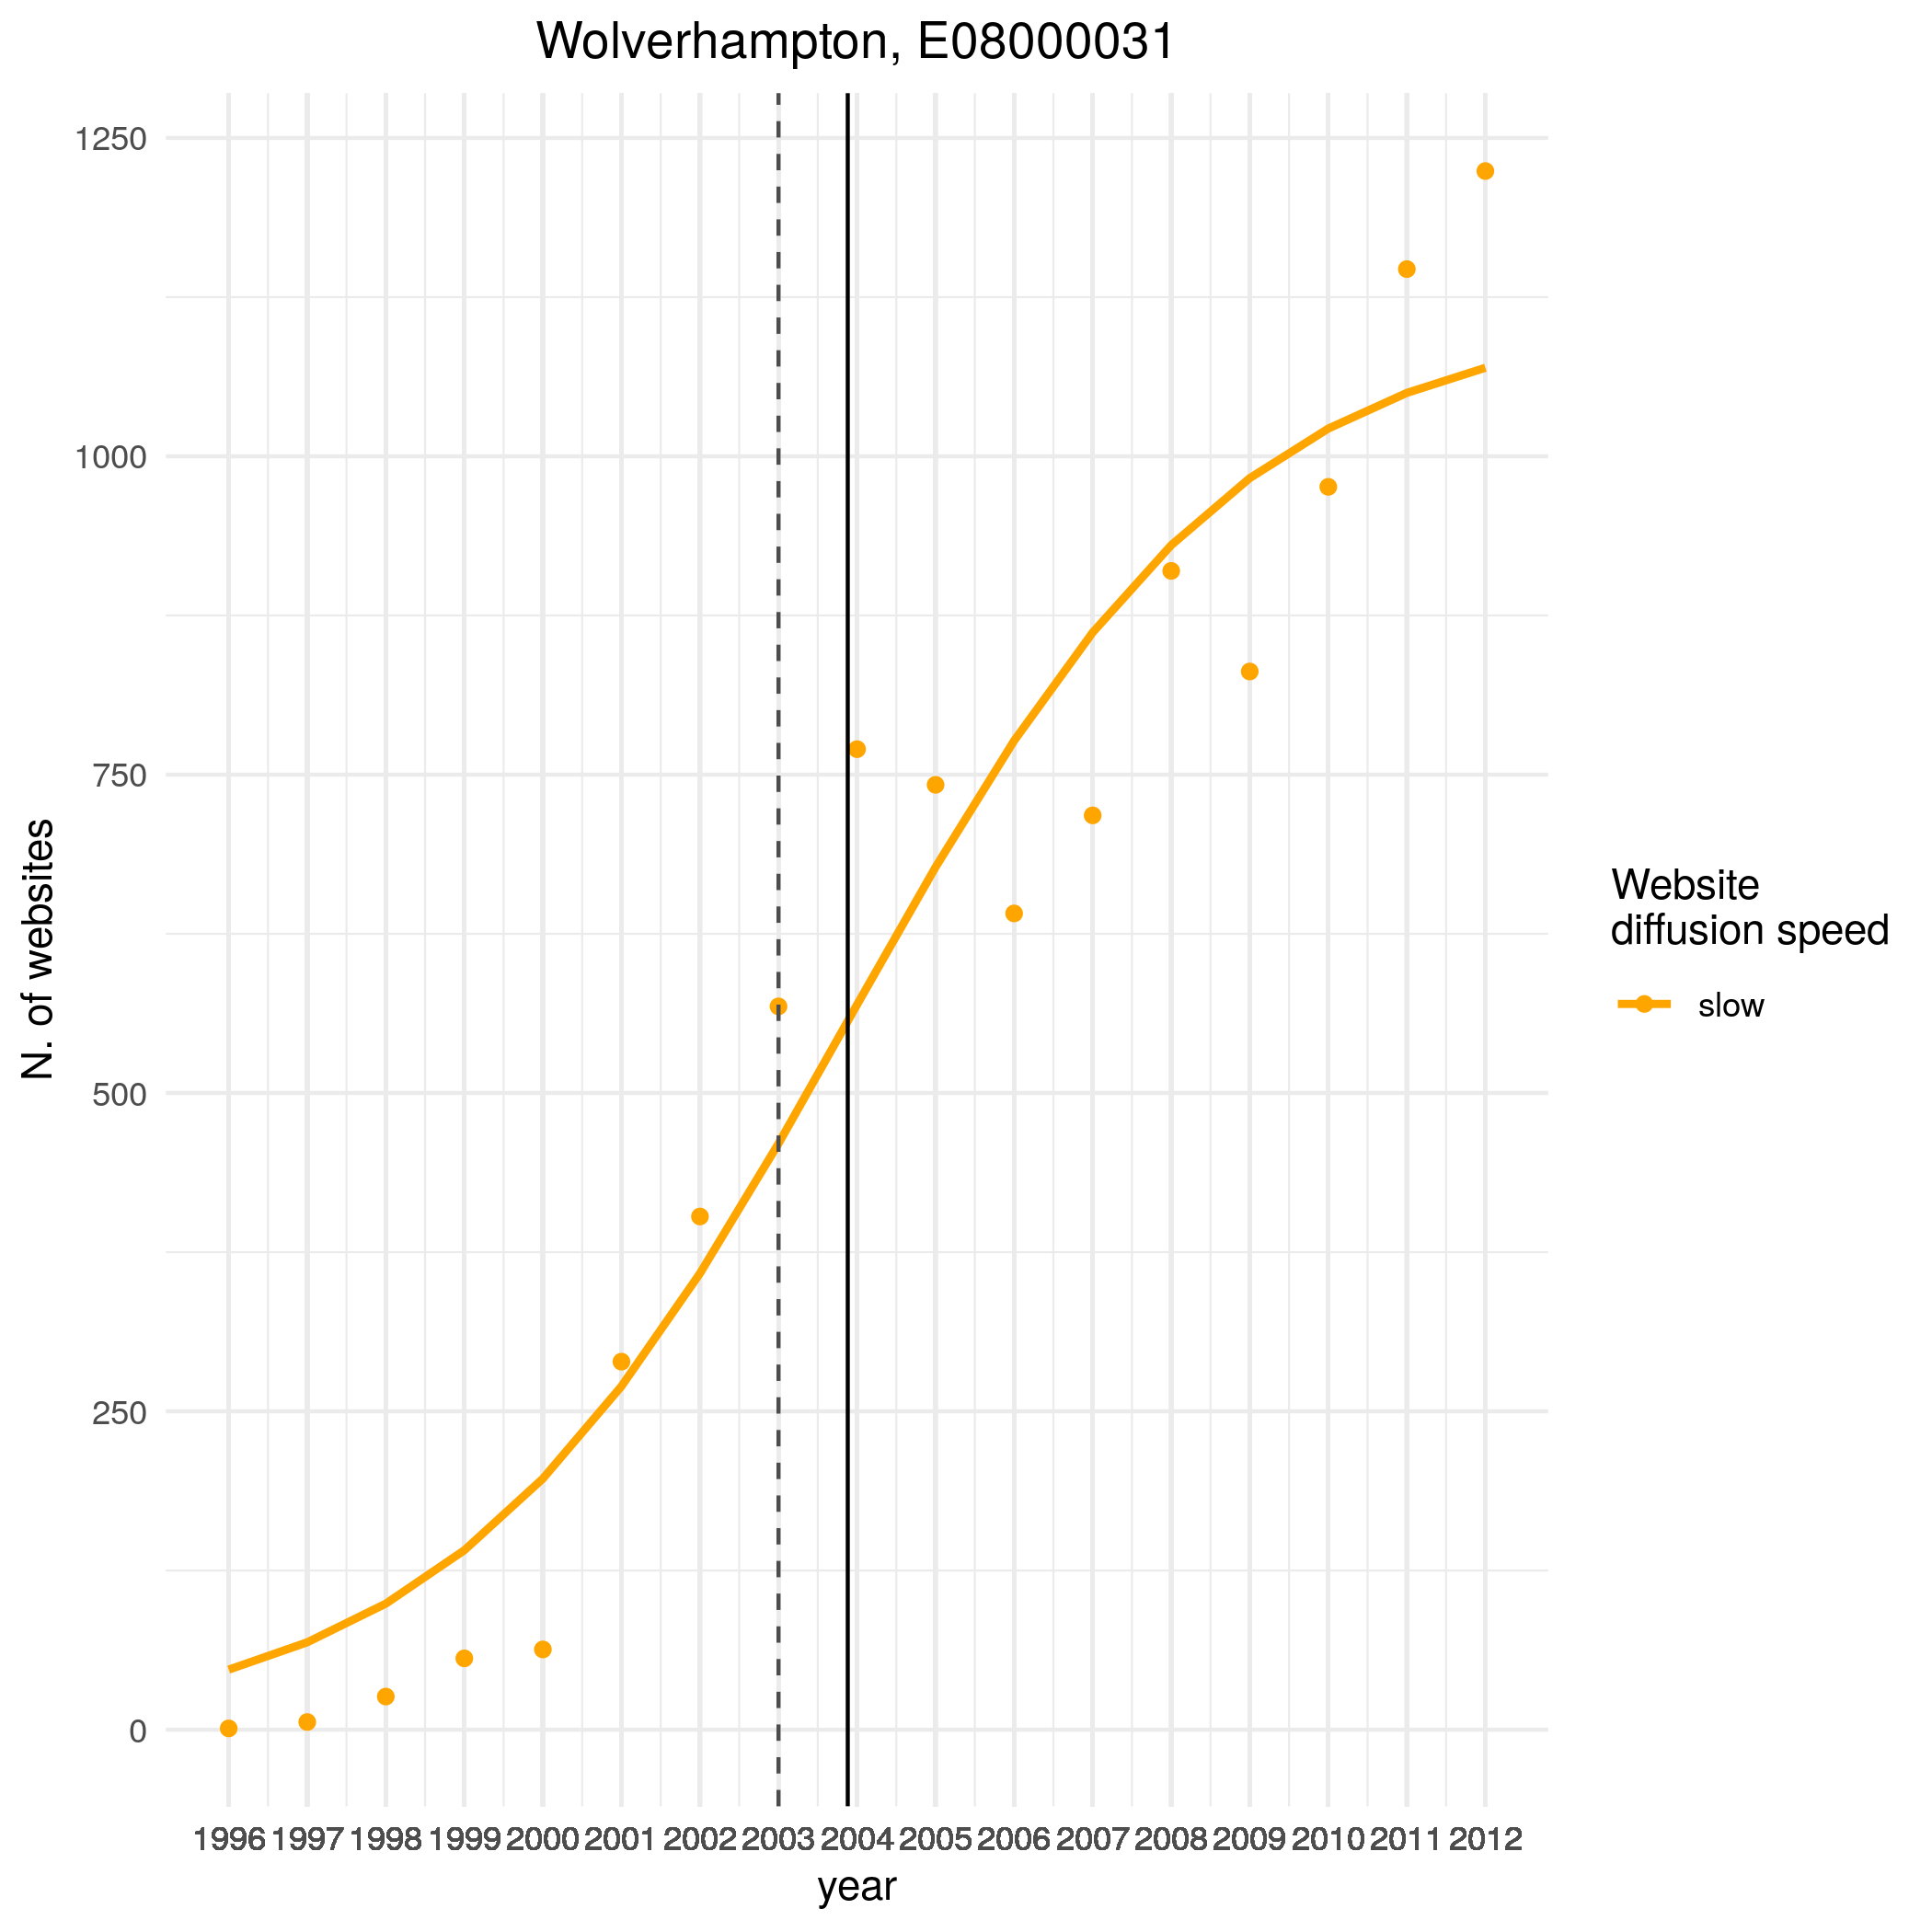 Wolverhampton, E08000031
1250
1000
750
500
250
0
N. of websites
1996 1997 1998 1999 2000 2001 2002 2003 2004 2005 2006 2007 2008 2009 2010 2011 2012
year
Website
diffusion speed
slow